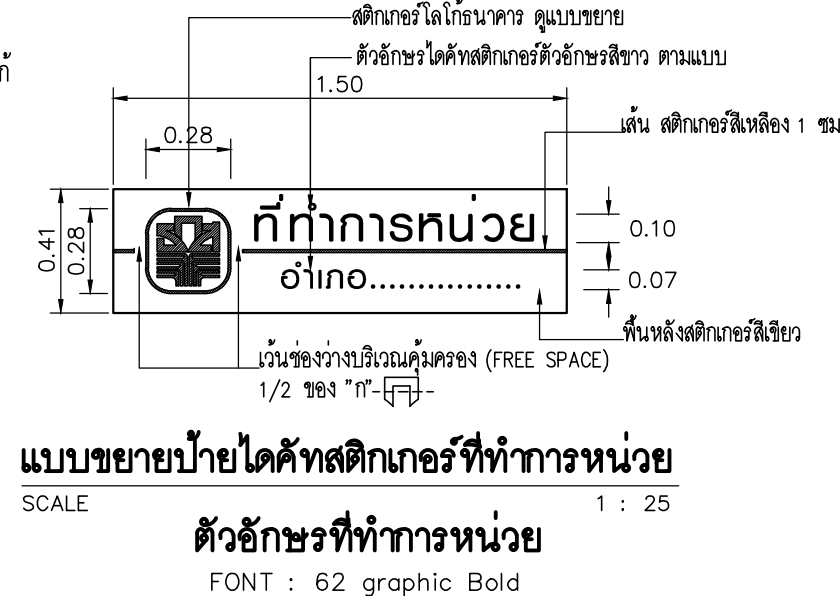 สติกเกอร์โลโก้ธนาคาร ดูแบบขยาย
ตัวอักษรไดคัทสติกเกอร์ตัวอักษรสีขาว ตามแบบ
1.50
เส้น สติกเกอร์สีเหลือง 1 ซม
0.28
ที่ทำการหน่วย
0.10
0.41
0.28
อำเภอ................
0.07
พื้นหลังสติกเกอร์สีเขียว
เว้นช่องว่างบริเวณคุ้มครอง (FREE SPACE)
1/2 ของ "ก"
แบบขยายป้ายไดคัทสติกเกอร์ที่ทำการหน่วย
SCALE 1 : 25
ตัวอักษรที่ทำการหน่วย
FONT : 62 graphic Bold